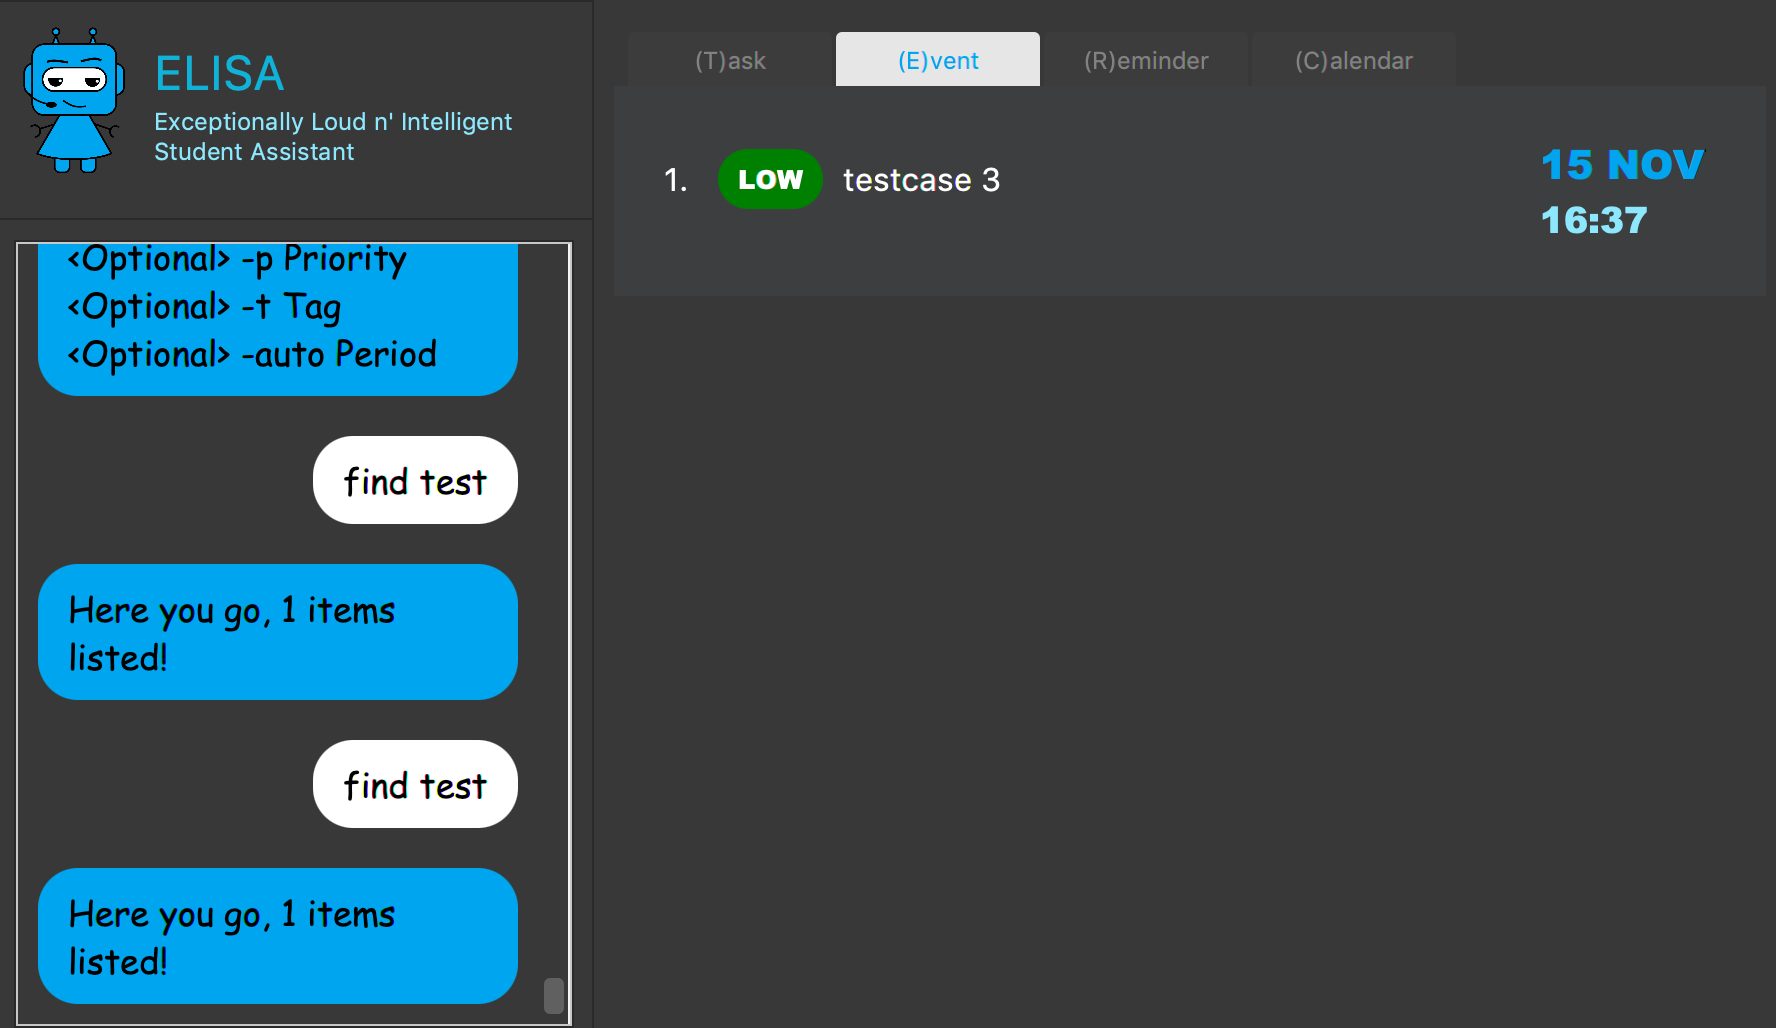 ELISA
Exceptionally Loud n' Intelligent
Student Assistant
<Optional> -p Priority
<Optional> -t Tag
<Optional> -auto Period
find test
Here you go, 1 items
listed!
find test
Here you go, 1 items
listed!
(T)ask
(E)vent
(R)eminder
(C)alendar
1.
LOW
testcase 3
15 NOV
16:37